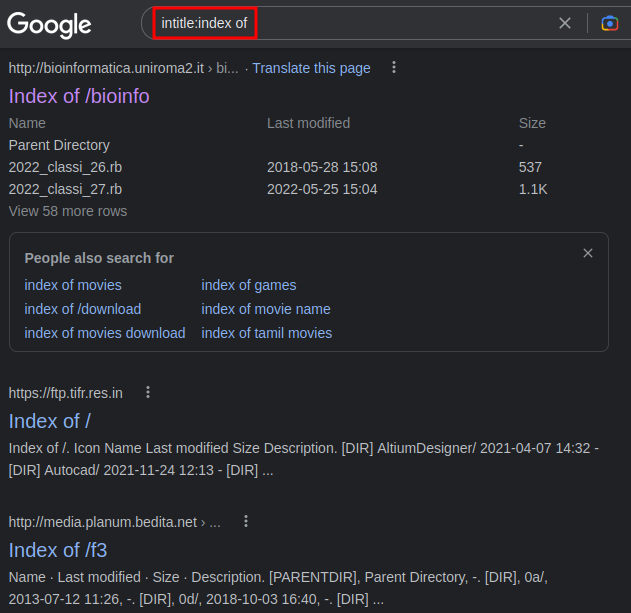 Google
intitle:index of
http://bioinformatica.uniroma2.it › bi... · Translate this page
Index of /bioinfo
Name Last modified Size
Parent Directory -
2022_classi_26.rb 2018-05-28 15:08 537
2022_classi_27.rb 2022-05-25 15:04 1.1K
View 58 more rows
People also search for
index of movies index of games
index of /download index of movie name
index of movies download index of tamil movies
https://ftp.tifr.res.in
Index of /
Index of /. Icon Name Last modified Size Description. [DIR] AltiumDesigner/ 2021-04-07 14:32 -
[DIR] Autocad/ 2021-11-24 12:13 - [DIR] ...
http://media.planum.bedita.net › ...
Index of /f3
Name · Last modified · Size · Description. [PARENTDIR], Parent Directory, -. [DIR], 0a/,
2013-07-12 11:26, -. [DIR], 0d/, 2018-10-03 16:40, -. [DIR] ...